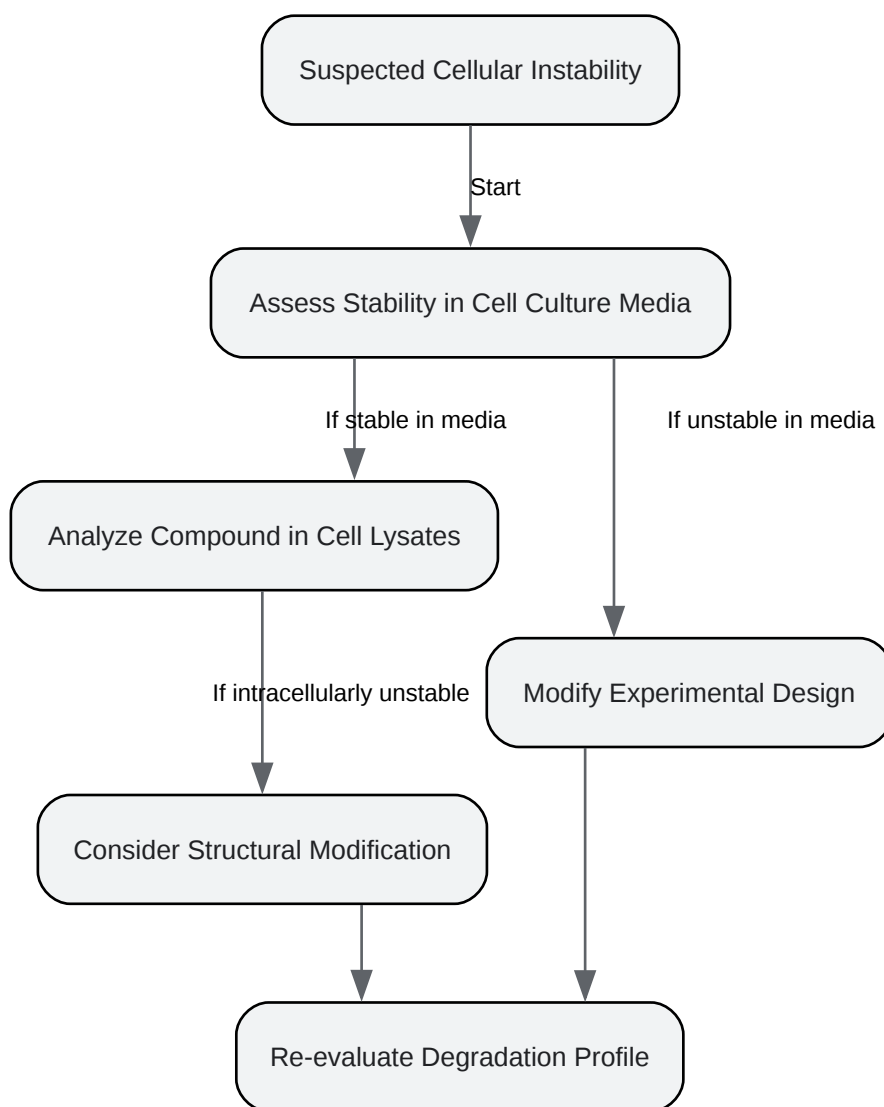 Suspected Cellular Instability
Start
Assess Stability in Cell Culture Media
If stable in media
If unstable in media
Analyze Compound in Cell Lysates
If intracellularly unstable
Modify Experimental Design
Consider Structural Modification
Re-evaluate Degradation Profile